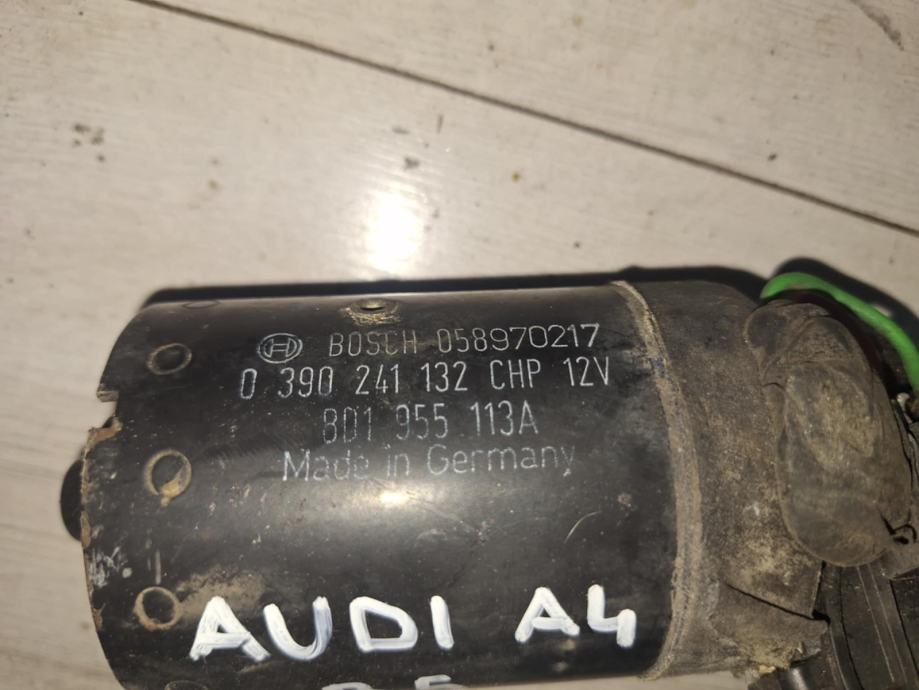 BOSCH 058970217
0 390 241 132 CHP 12V
8D1 955 113A
Made in Germany
AUDI A4